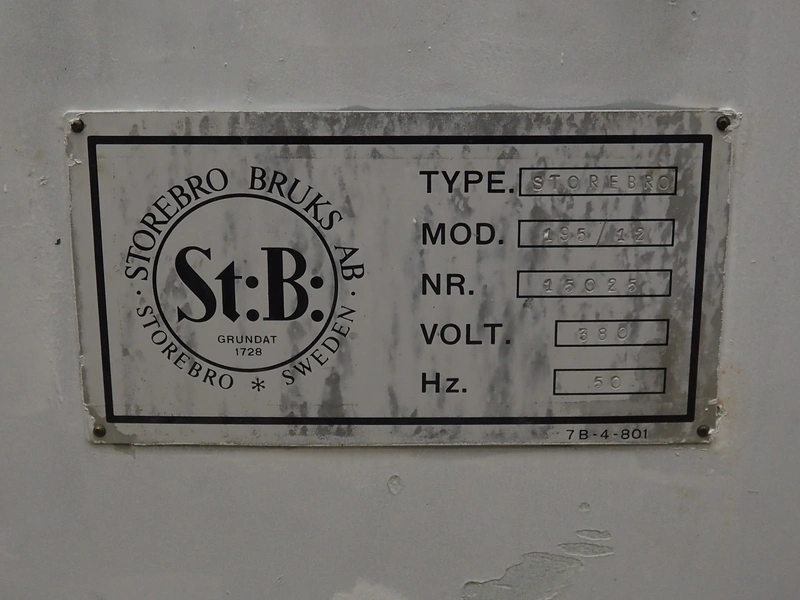 · STOREBRO BRUKS AB ·
St:B:
GRUNDAT
1728
STOREBRO * SWEDEN
TYPE. STOREBRO
MOD. 195/12
NR. 15025
VOLT. 380
Hz. 50
7B-4-801